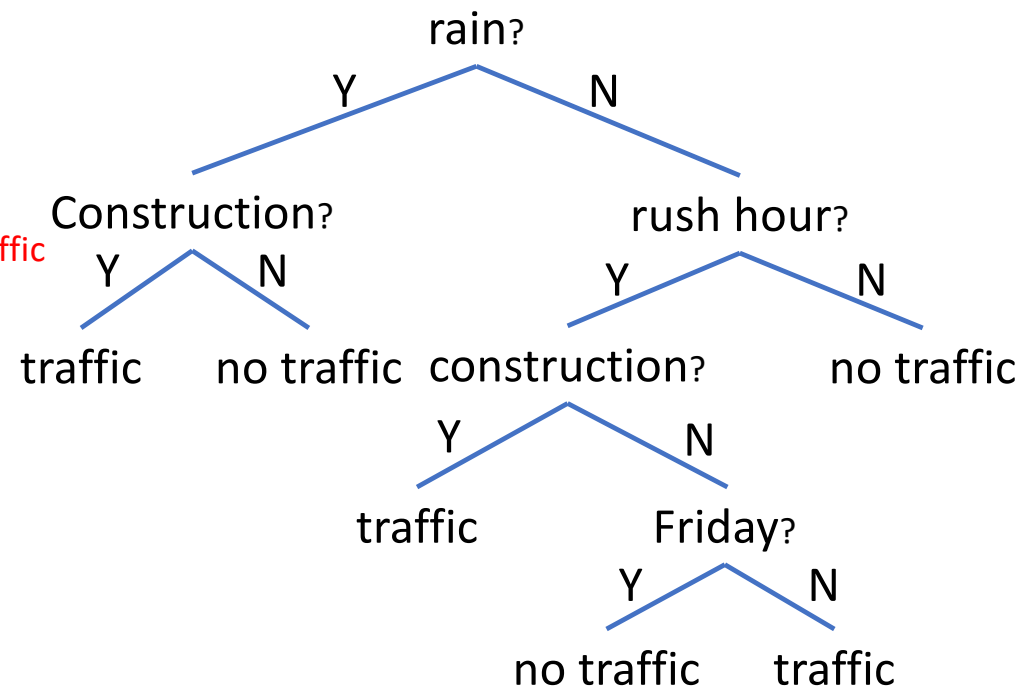 rain?
Y N
Construction? rush hour?
ffic
Y N Y N
traffic no traffic construction? no traffic
Y N
traffic Friday?
Y N
no traffic traffic